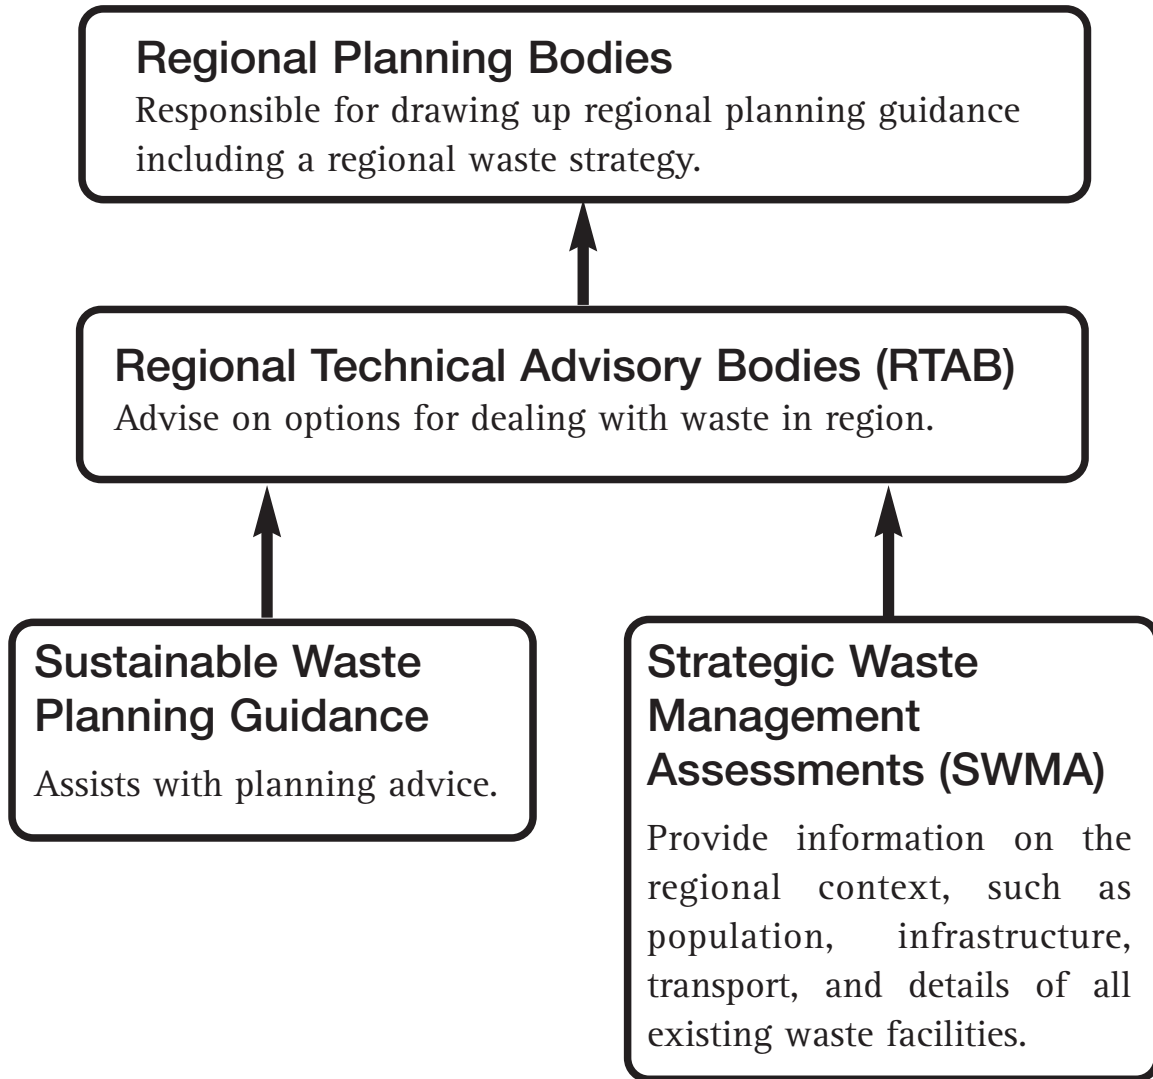 Regional Planning Bodies
Responsible for drawing up regional planning guidance
including a regional waste strategy.
Regional Technical Advisory Bodies (RTAB)
Advise on options for dealing with waste in region.
Sustainable Waste
Planning Guidance
Assists with planning advice.
Strategic Waste
Management
Assessments (SWMA)
Provide information on the
regional context, such as
population, infrastructure,
transport, and details of all
existing waste facilities.